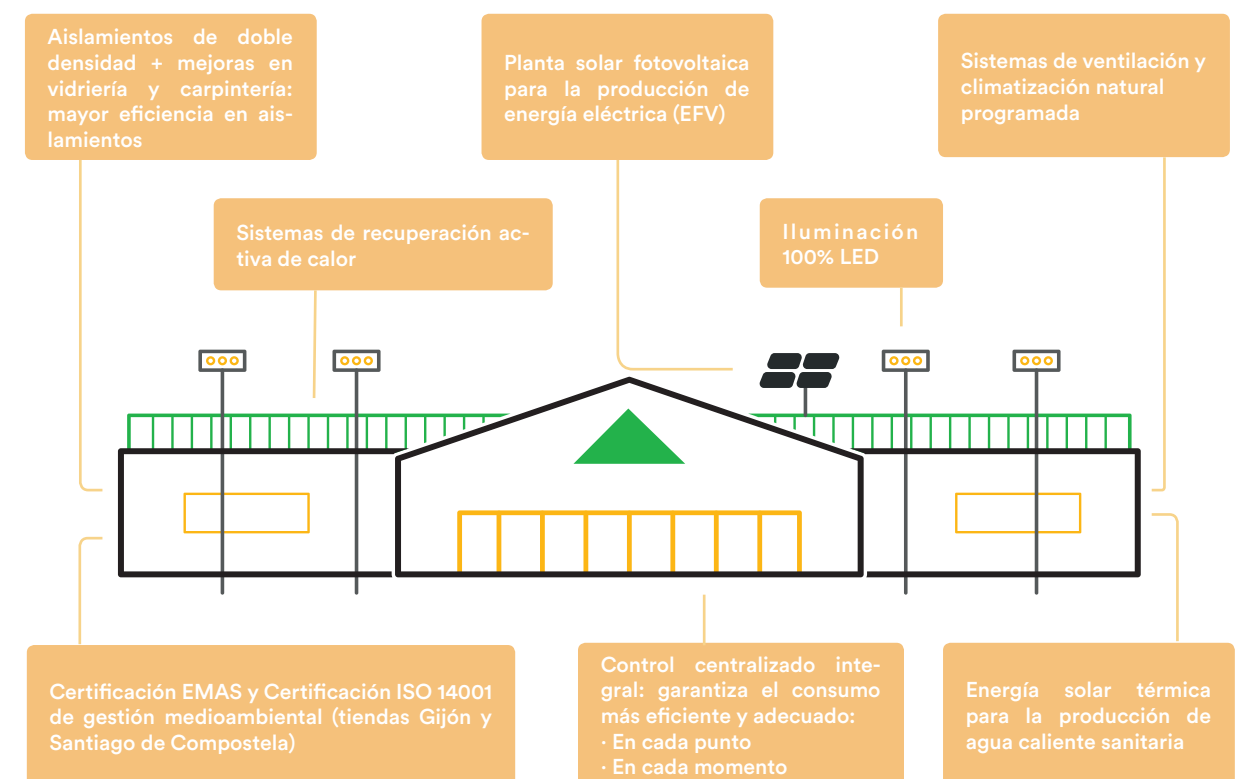 Aislamientos de doble
densidad + mejoras en
vidriería y carpintería:
mayor eficiencia en ais-
lamientos
Planta solar fotovoltaica
para la producción de
energía eléctrica (EFV)
Sistemas de ventilación y
climatización natural
programada
Sistemas de recuperación ac-
tiva de calor
Iluminación
100% LED
Certificación EMAS y Certificación ISO 14001
de gestión medioambiental (tiendas Gijón y
Santiago de Compostela)
Control centralizado inte-
gral: garantiza el consumo
más eficiente y adecuado:
· En cada punto
· En cada momento
Energía solar térmica
para la producción de
agua caliente sanitaria